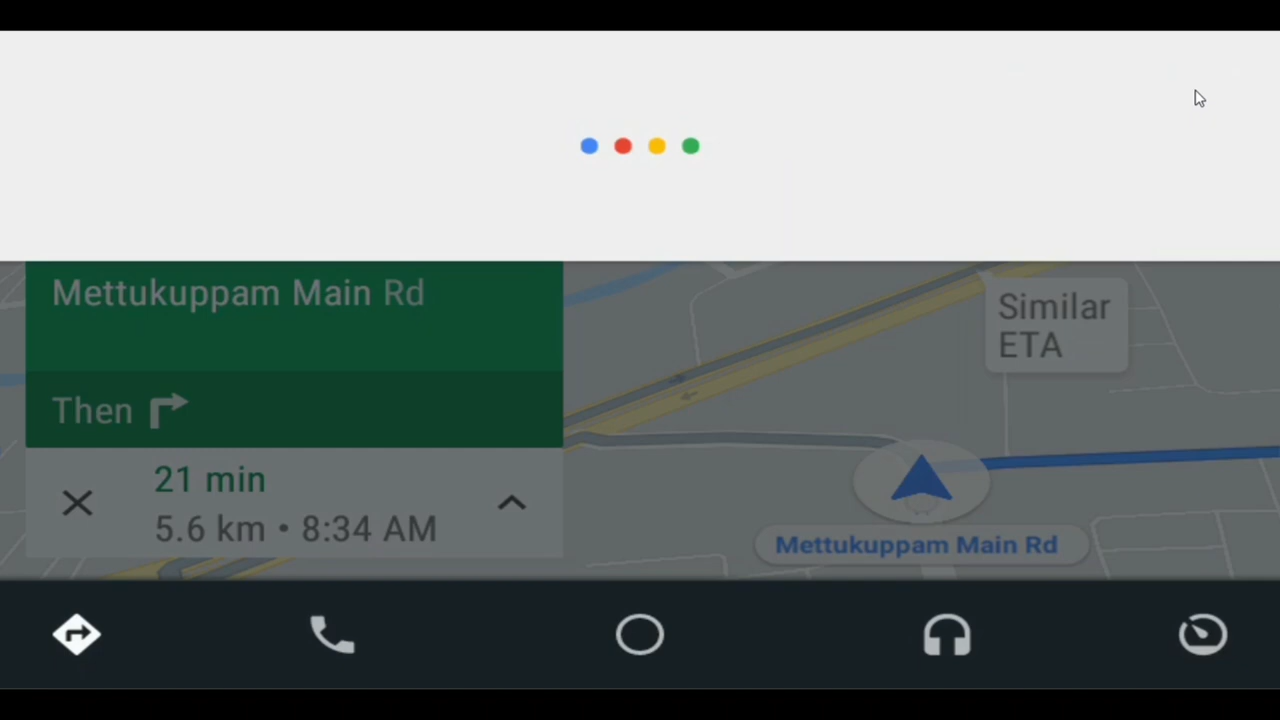 Mettukuppam Main Rd
Then
21 min
5.6 km • 8:34 AM
Similar
ETA
Mettukuppam Main Rd